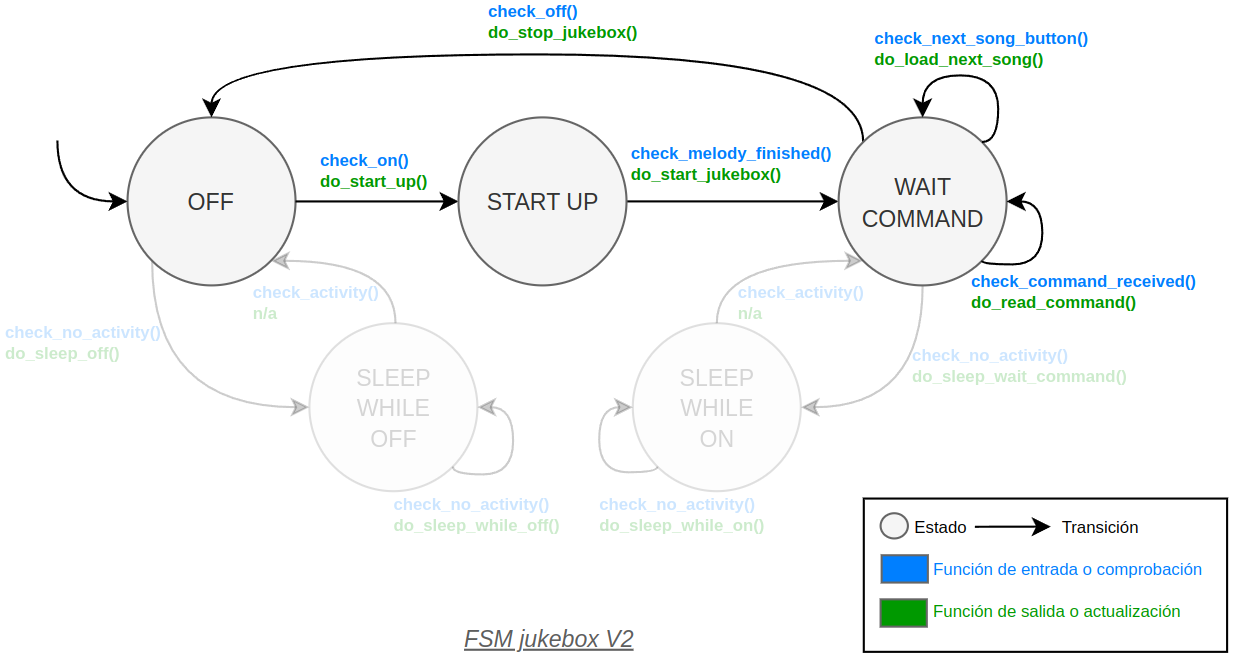 check_off()
do_stop_jukebox()
check_next_song_button()
do_load_next_song()
check_on()
do_start_up()
check_melody_finished()
do_start_jukebox()
OFF
START UP
WAIT
COMMAND
check_command_received()
do_read_command()
check_activity()
n/a
check_activity()
n/a
check_no_activity()
do_sleep_off()
check_no_activity()
do_sleep_wait_command()
SLEEP
WHILE
OFF
SLEEP
WHILE
ON
check_no_activity()
do_sleep_while_off()
check_no_activity()
do_sleep_while_on()
Estado
Transición
Función de entrada o comprobación
Función de salida o actualización
FSM jukebox V2